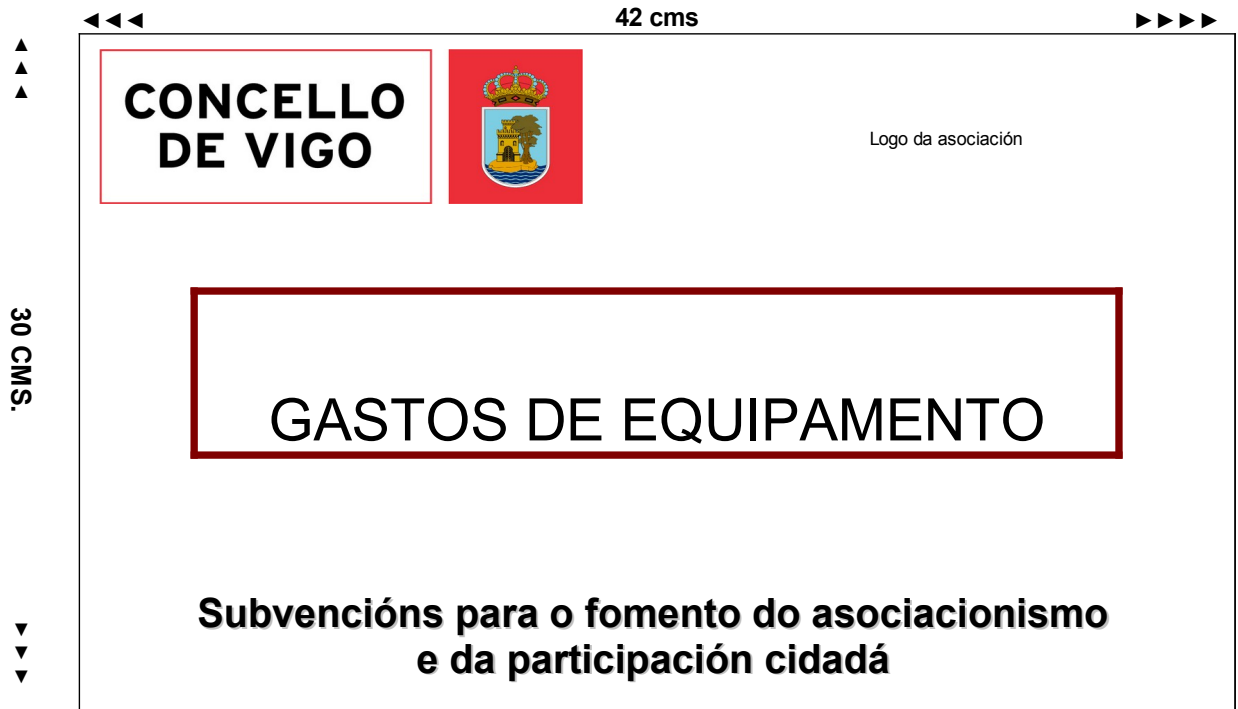 ◄◄◄ 42 cms ►►►►
▲
▲
▲
CONCELLO
DE VIGO
Logo da asociación
30 CMS.
GASTOS DE EQUIPAMENTO
▼
▼
▼
Subvencións para o fomento do asociacionismo
e da participación cidadá